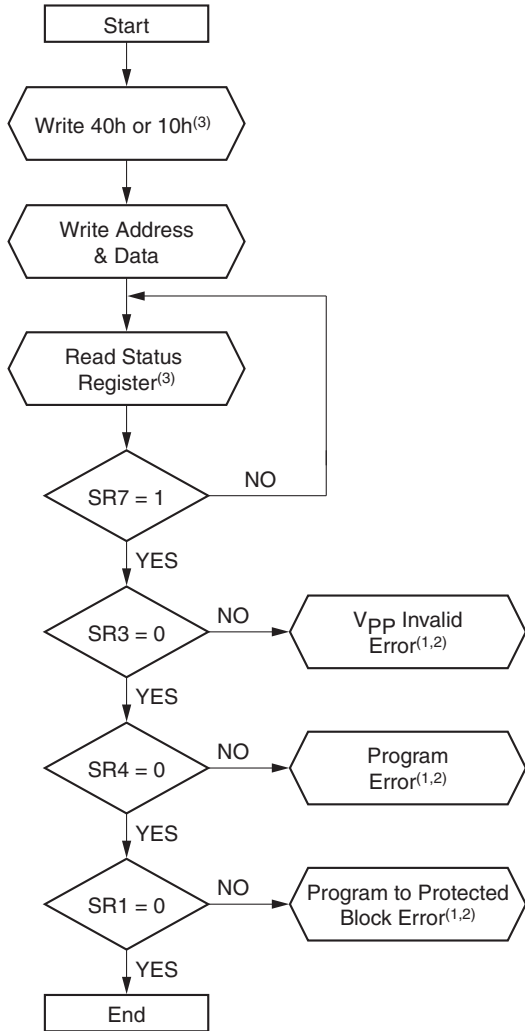 Start
Write 40h or 10h(3)
Write Address
& Data
Read Status
Register(3)
SR7 = 1
NO
YES
SR3 = 0
NO
VPP Invalid
Error(1,2)
YES
SR4 = 0
NO
Program
Error(1,2)
YES
SR1 = 0
NO
Program to Protected
Block Error(1,2)
YES
End